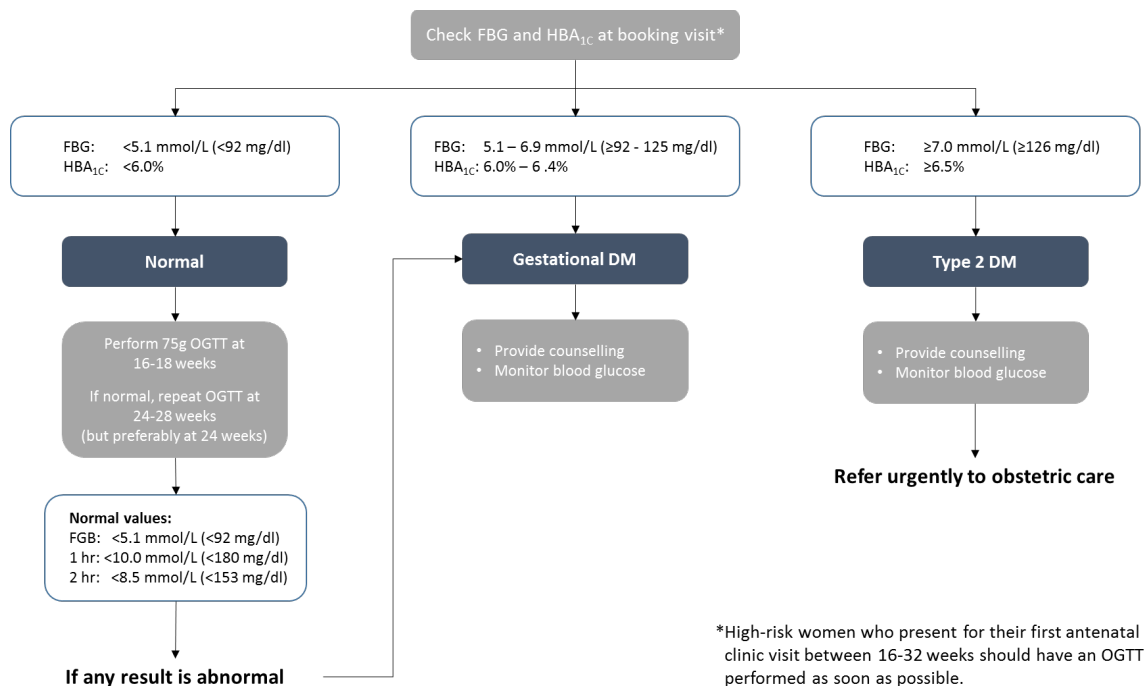 Check FBG and HBA1C at booking visit*
FBG: <5.1 mmol/L (<92 mg/dl)
HBA1C: <6.0%
FBG: 5.1 – 6.9 mmol/L (≥92 - 125 mg/dl)
HBA1C: 6.0% – 6 .4%
FBG: ≥7.0 mmol/L (≥126 mg/dl)
HBA1C: ≥6.5%
Normal
Gestational DM
Type 2 DM
Perform 75g OGTT at
16-18 weeks
If normal, repeat OGTT at
24-28 weeks
(but preferably at 24 weeks)
• Provide counselling
• Monitor blood glucose
• Provide counselling
• Monitor blood glucose
Refer urgently to obstetric care
Normal values:
FGB: <5.1 mmol/L (<92 mg/dl)
1 hr: <10.0 mmol/L (<180 mg/dl)
2 hr: <8.5 mmol/L (<153 mg/dl)
If any result is abnormal
*High-risk women who present for their first antenatal
clinic visit between 16-32 weeks should have an OGTT
performed as soon as possible.